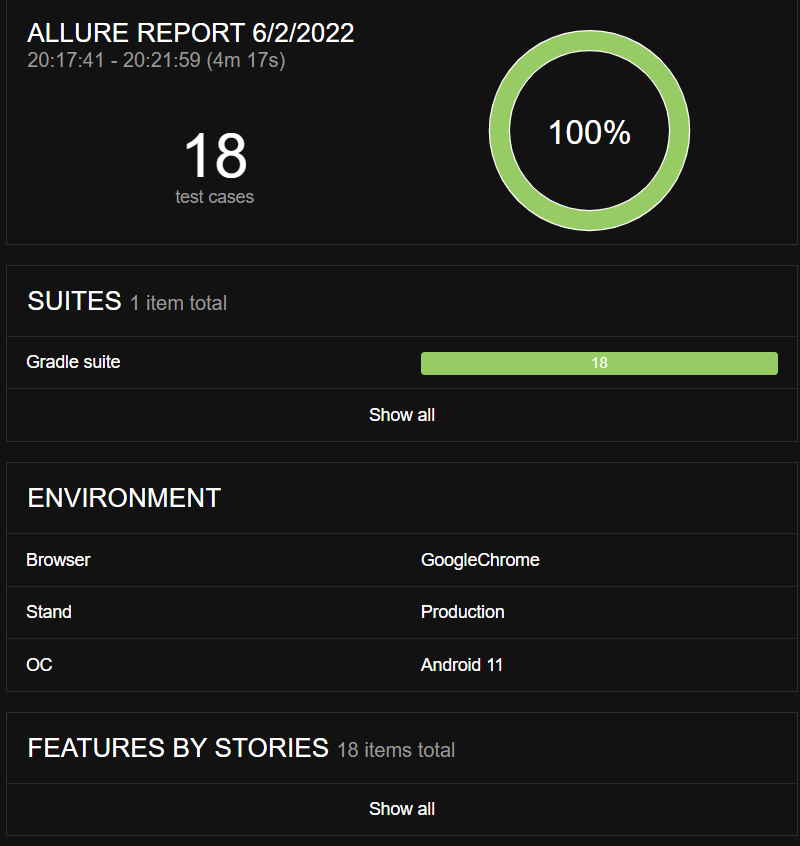 ALLURE REPORT 6/2/2022
20:17:41 - 20:21:59 (4m 17s)
18
test cases
100%
SUITES 1 item total
Gradle suite 18
Show all
ENVIRONMENT
Browser GoogleChrome
Stand Production
OC Android 11
FEATURES BY STORIES 18 items total
Show all